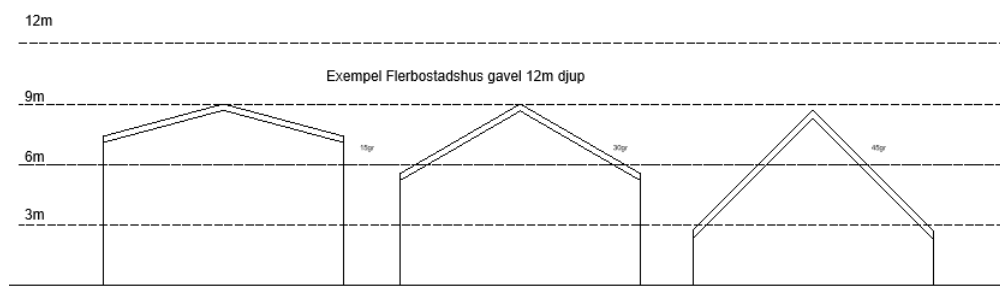 12m
Exempel Flerbostadshus gavel 12m djup
9m
15gr
30gr
45gr
6m
3m